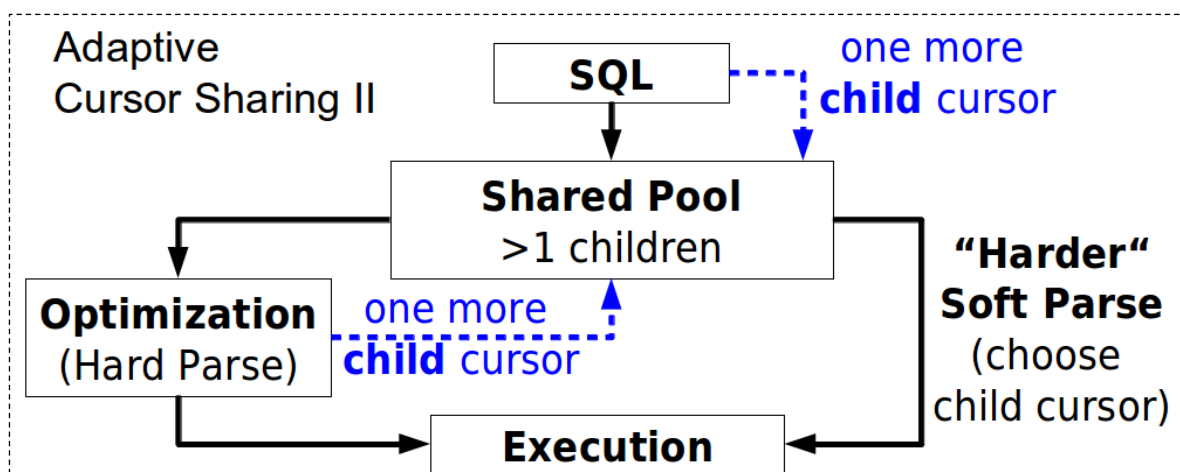 Adaptive
Cursor Sharing II
SQL
one more
child cursor
Shared Pool
>1 children
“Harder“
Soft Parse
(choose
child cursor)
Optimization
(Hard Parse)
one more
child cursor
Execution